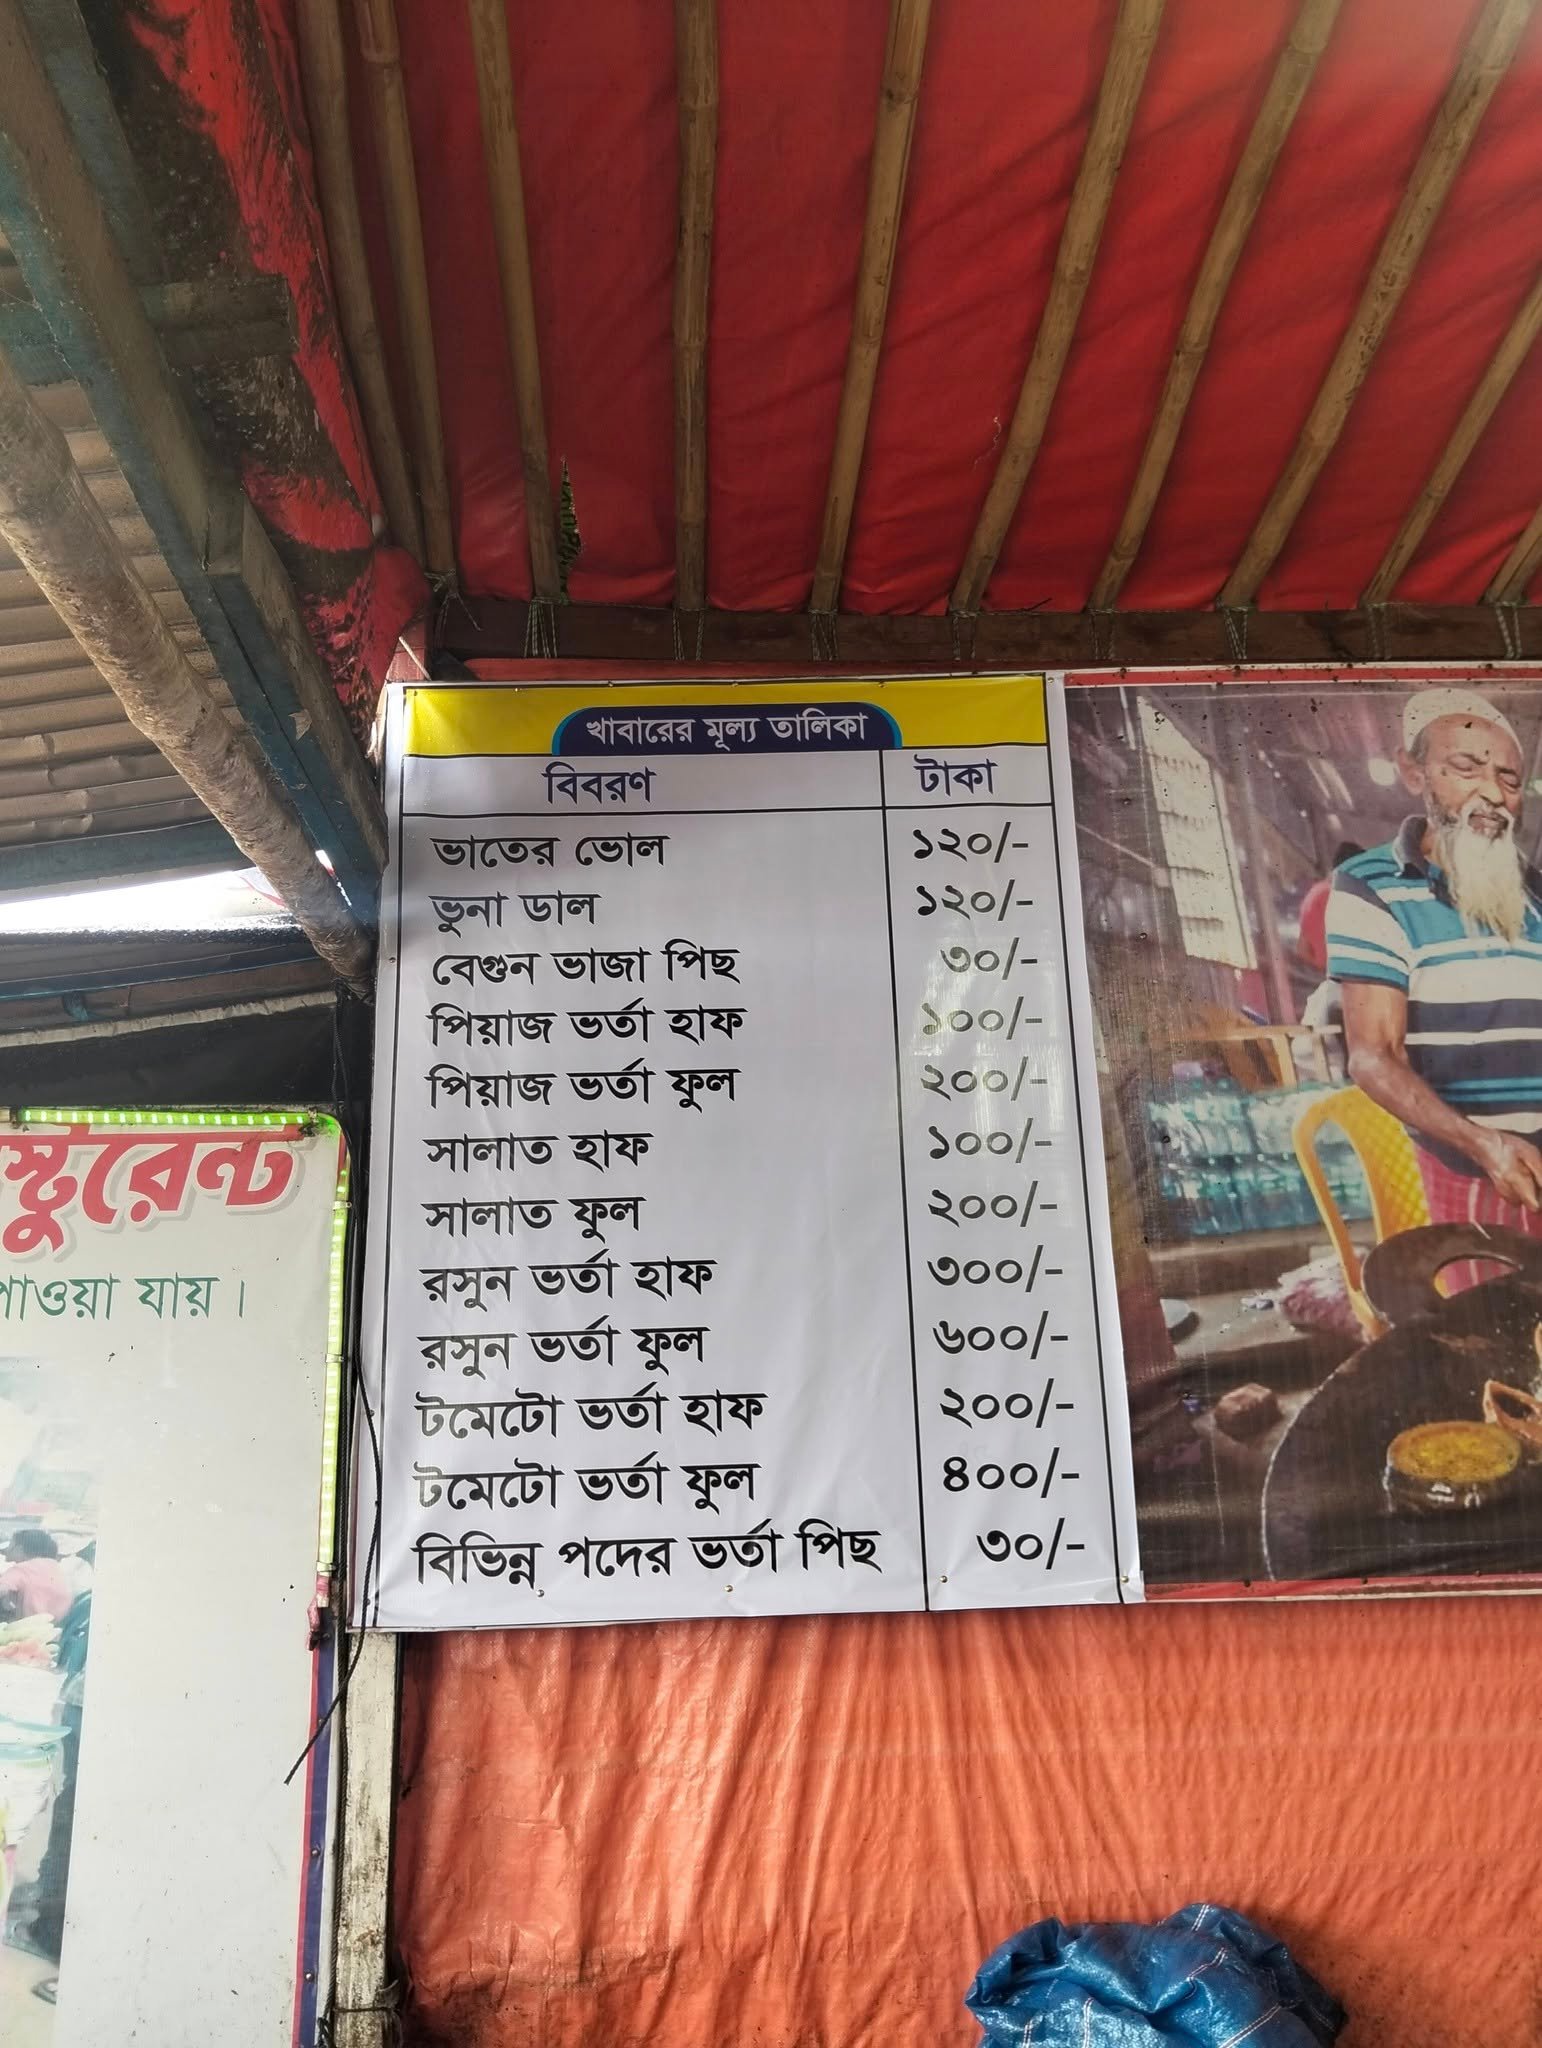 খাবারের মূল্য তালিকা
বিবরণ টাকা
ভাতের ভোল ১২০/-
ভুনা ডাল ১২০/-
বেগুন ভাজা পিছ ৩০/-
পিয়াজ ভর্তা হাফ ১০০/-
পিয়াজ ভর্তা ফুল ২০০/-
সালাত হাফ ১০০/-
সালাত ফুল ২০০/-
রসুন ভর্তা হাফ ৩০০/-
রসুন ভর্তা ফুল ৬০০/-
টমেটো ভর্তা হাফ ২০০/-
টমেটো ভর্তা ফুল ৪০০/-
বিভিন্ন পদের ভর্তা পিছ ৩০/-
স্টুরেন্ট
পাওয়া যায়।